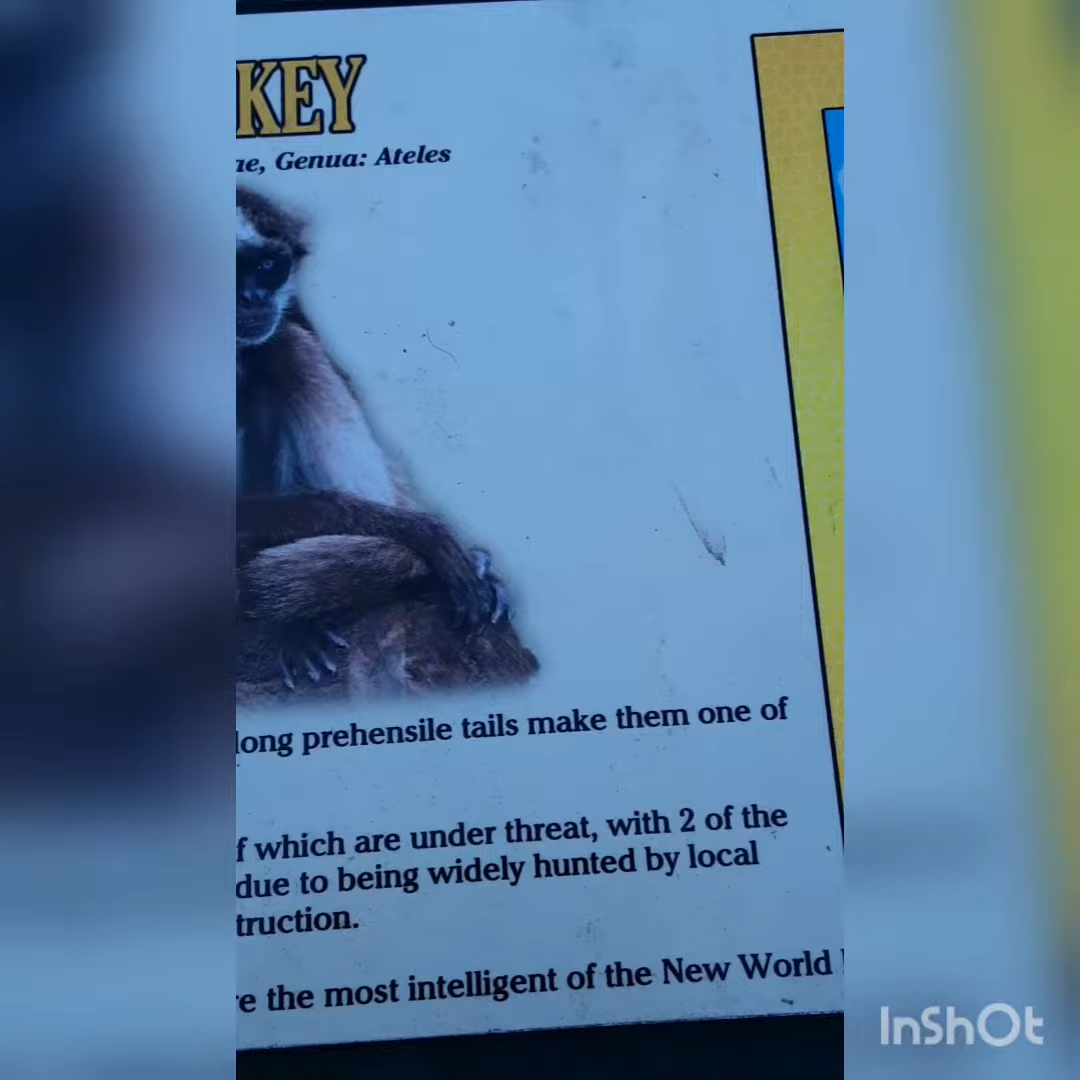 KEY
ae, Genua: Ateles
long prehensile tails make them one of
f which are under threat, with 2 of the
due to being widely hunted by local
truction.
e the most intelligent of the New World
InShOt